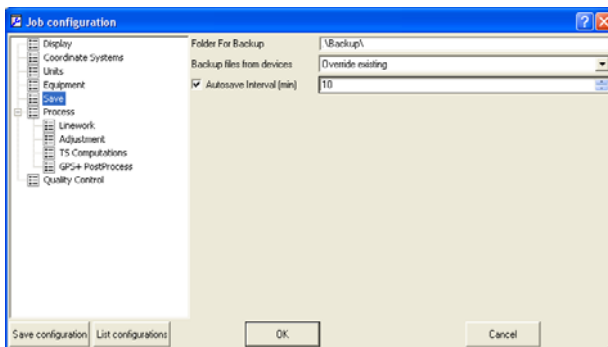 Job configuration
Display
Coordinate Systems
Units
Equipment
Save
Process
Linework
Adjustment
TS Computations
GPS+ PostProcess
Quality Control
Folder For Backup \Backup\
Backup files from devices Override existing
Autosave Interval (min) 10
Save configuration List configurations OK Cancel